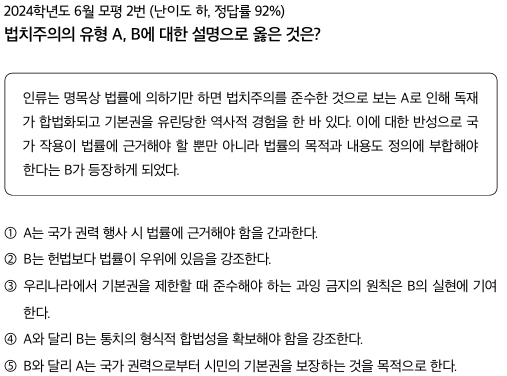 2024학년도 6월 모평 2번 (난이도 하, 정답률 92%)
법치주의의 유형 A, B에 대한 설명으로 옳은 것은?
인류는 명목상 법률에 의하기만 하면 법치주의를 준수한 것으로 보는 A로 인해 독재
가 합법화되고 기본권을 유린당한 역사적 경험을 한 바 있다. 이에 대한 반성으로 국
가 작용이 법률에 근거해야 할 뿐만 아니라 법률의 목적과 내용도 정의에 부합해야
한다는 B가 등장하게 되었다.
① A는 국가 권력 행사 시 법률에 근거해야 함을 간과한다.
② B는 헌법보다 법률이 우위에 있음을 강조한다.
③ 우리나라에서 기본권을 제한할 때 준수해야 하는 과잉 금지의 원칙은 B의 실현에 기여
한다.
④ A와 달리 B는 통치의 형식적 합법성을 확보해야 함을 강조한다.
⑤ B와 달리 A는 국가 권력으로부터 시민의 기본권을 보장하는 것을 목적으로 한다.